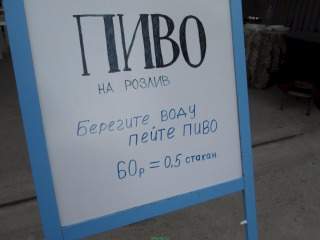 ПИВО
НА РОЗЛИВ
Берегите ВОДУ
ПЕЙТЕ ПИВО
60р = 0.5 стакан